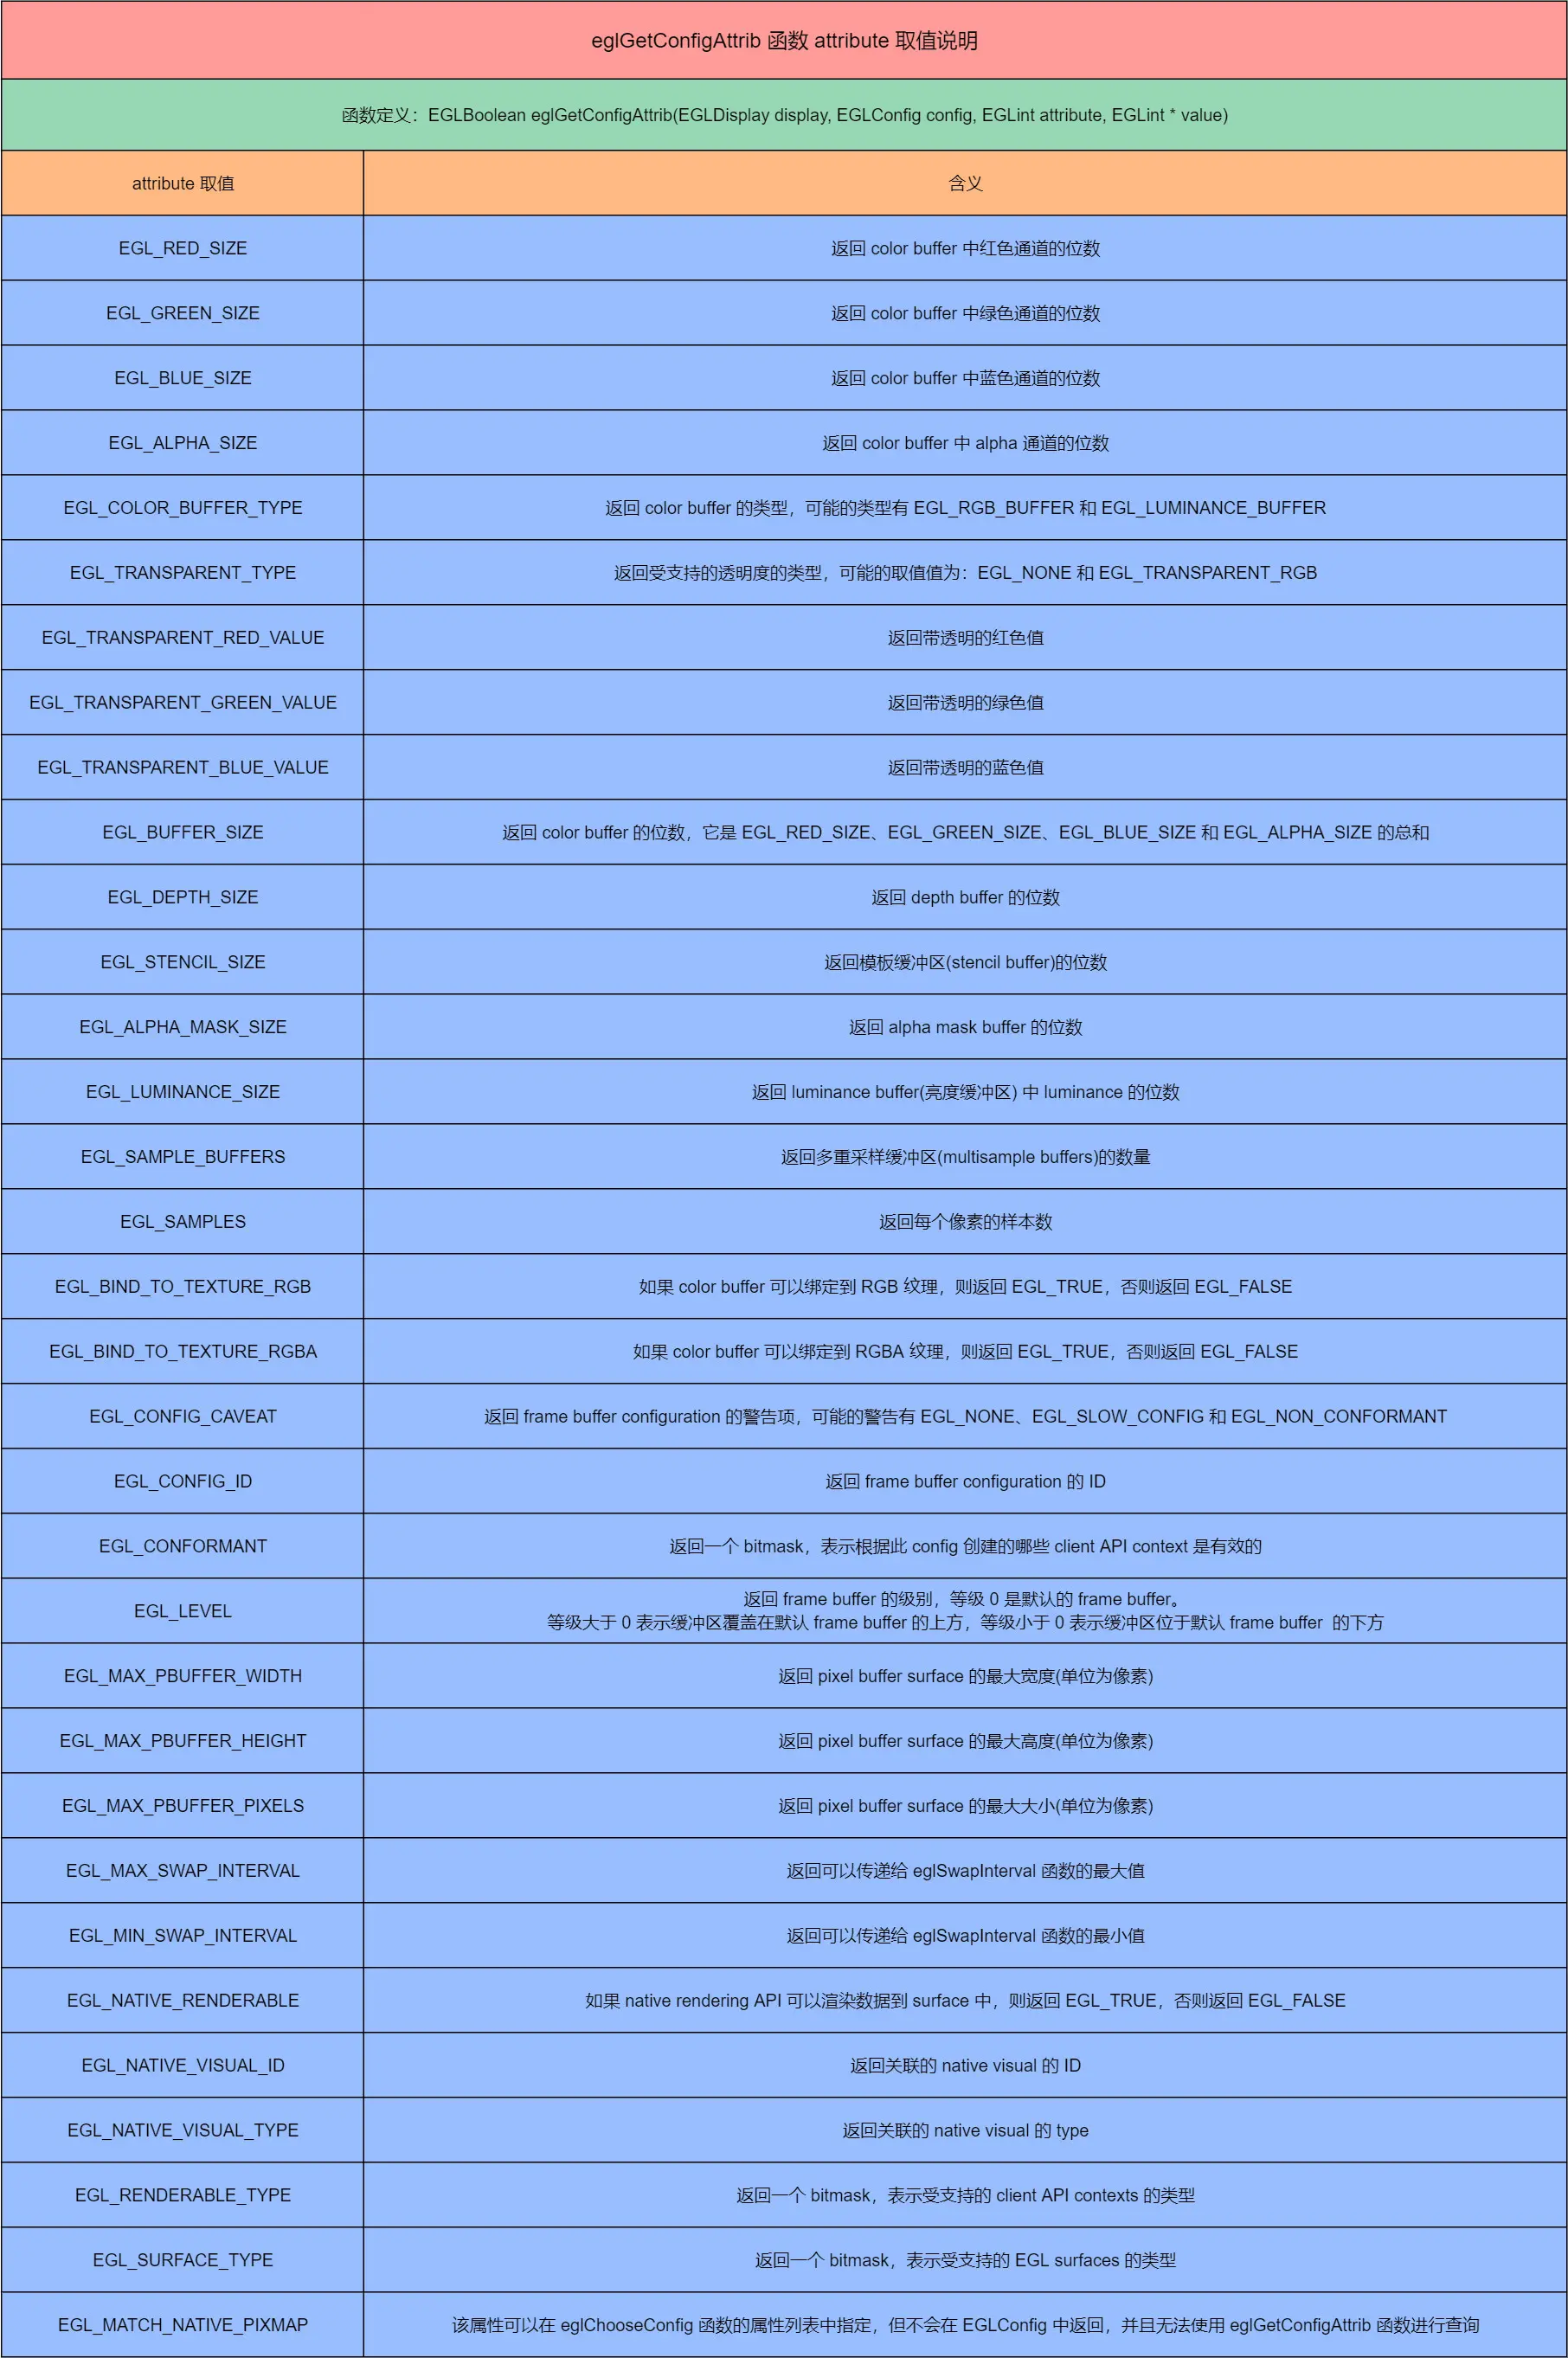 eglGetConfigAttrib 函数 attribute 取值说明
函数定义：EGLBoolean eglGetConfigAttrib(EGLDisplay display, EGLConfig config, EGLint attribute, EGLint * value)
attribute 取值
含义
EGL_RED_SIZE
返回 color buffer 中红色通道的位数
EGL_GREEN_SIZE
返回 color buffer 中绿色通道的位数
EGL_BLUE_SIZE
返回 color buffer 中蓝色通道的位数
EGL_ALPHA_SIZE
返回 color buffer 中 alpha 通道的位数
EGL_COLOR_BUFFER_TYPE
返回 color buffer 的类型，可能的类型有 EGL_RGB_BUFFER 和 EGL_LUMINANCE_BUFFER
EGL_TRANSPARENT_TYPE
返回受支持的透明度的类型，可能的取值值为：EGL_NONE 和 EGL_TRANSPARENT_RGB
EGL_TRANSPARENT_RED_VALUE
返回带透明的红色值
EGL_TRANSPARENT_GREEN_VALUE
返回带透明的绿色值
EGL_TRANSPARENT_BLUE_VALUE
返回带透明的蓝色值
EGL_BUFFER_SIZE
返回 color buffer 的位数，它是 EGL_RED_SIZE、EGL_GREEN_SIZE、EGL_BLUE_SIZE 和 EGL_ALPHA_SIZE 的总和
EGL_DEPTH_SIZE
返回 depth buffer 的位数
EGL_STENCIL_SIZE
返回模板缓冲区(stencil buffer)的位数
EGL_ALPHA_MASK_SIZE
返回 alpha mask buffer 的位数
EGL_LUMINANCE_SIZE
返回 luminance buffer(亮度缓冲区) 中 luminance 的位数
EGL_SAMPLE_BUFFERS
返回多重采样缓冲区(multisample buffers)的数量
EGL_SAMPLES
返回每个像素的样本数
EGL_BIND_TO_TEXTURE_RGB
如果 color buffer 可以绑定到 RGB 纹理，则返回 EGL_TRUE，否则返回 EGL_FALSE
EGL_BIND_TO_TEXTURE_RGBA
如果 color buffer 可以绑定到 RGBA 纹理，则返回 EGL_TRUE，否则返回 EGL_FALSE
EGL_CONFIG_CAVEAT
返回 frame buffer configuration 的警告项，可能的警告有 EGL_NONE、EGL_SLOW_CONFIG 和 EGL_NON_CONFORMANT
EGL_CONFIG_ID
返回 frame buffer configuration 的 ID
EGL_CONFORMANT
返回一个 bitmask，表示根据此 config 创建的哪些 client API context 是有效的
EGL_LEVEL
返回 frame buffer 的级别，等级 0 是默认的 frame buffer。
等级大于 0 表示缓冲区覆盖在默认 frame buffer 的上方，等级小于 0 表示缓冲区位于默认 frame buffer 的下方
EGL_MAX_PBUFFER_WIDTH
返回 pixel buffer surface 的最大宽度(单位为像素)
EGL_MAX_PBUFFER_HEIGHT
返回 pixel buffer surface 的最大高度(单位为像素)
EGL_MAX_PBUFFER_PIXELS
返回 pixel buffer surface 的最大大小(单位为像素)
EGL_MAX_SWAP_INTERVAL
返回可以传递给 eglSwapInterval 函数的最大值
EGL_MIN_SWAP_INTERVAL
返回可以传递给 eglSwapInterval 函数的最小值
EGL_NATIVE_RENDERABLE
如果 native rendering API 可以渲染数据到 surface 中，则返回 EGL_TRUE，否则返回 EGL_FALSE
EGL_NATIVE_VISUAL_ID
返回关联的 native visual 的 ID
EGL_NATIVE_VISUAL_TYPE
返回关联的 native visual 的 type
EGL_RENDERABLE_TYPE
返回一个 bitmask，表示受支持的 client API contexts 的类型
EGL_SURFACE_TYPE
返回一个 bitmask，表示受支持的 EGL surfaces 的类型
EGL_MATCH_NATIVE_PIXMAP
该属性可以在 eglChooseConfig 函数的属性列表中指定，但不会在 EGLConfig 中返回，并且无法使用 eglGetConfigAttrib 函数进行查询